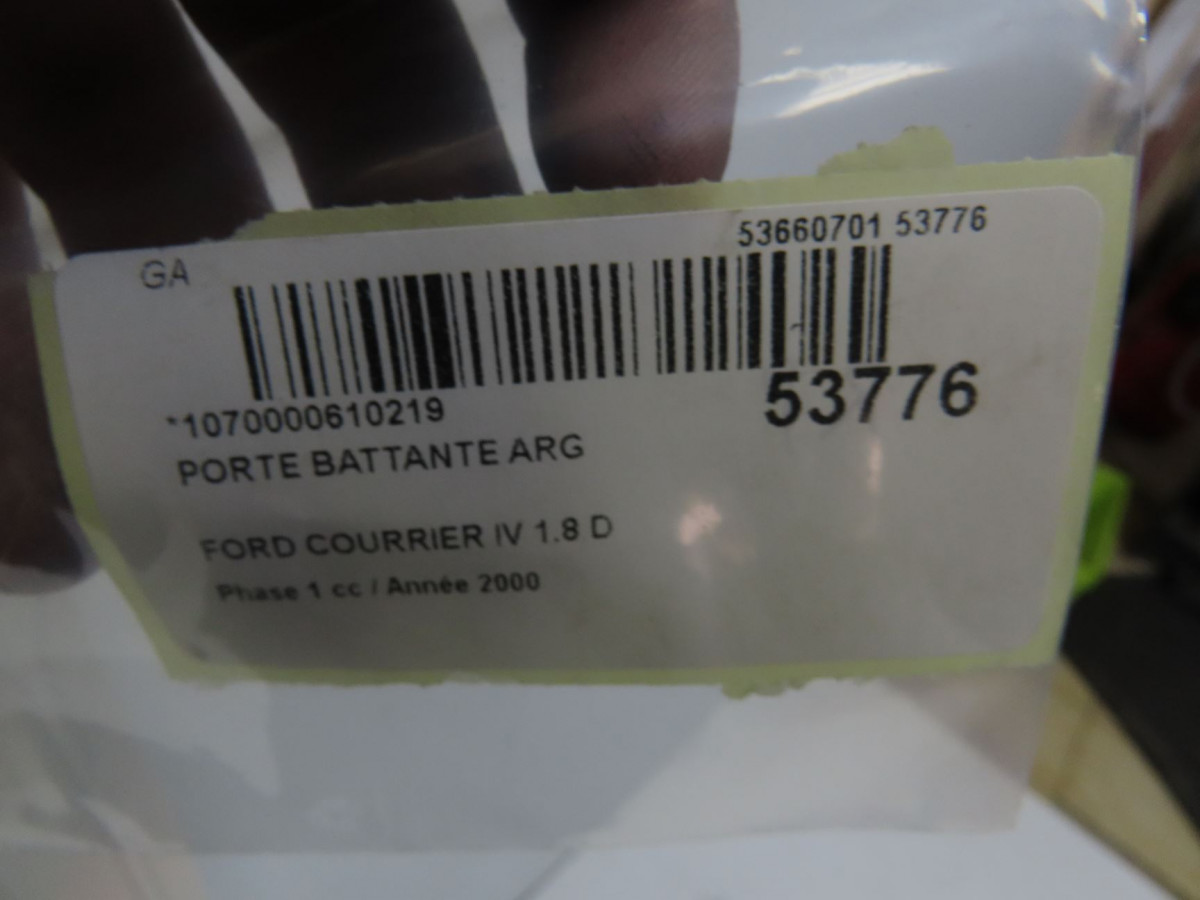 53660701 53776
GA
*1070000610219
53776
PORTE BATTANTE ARG
FORD COURRIER IV 1.8 D
Phase 1 cc / Année 2000